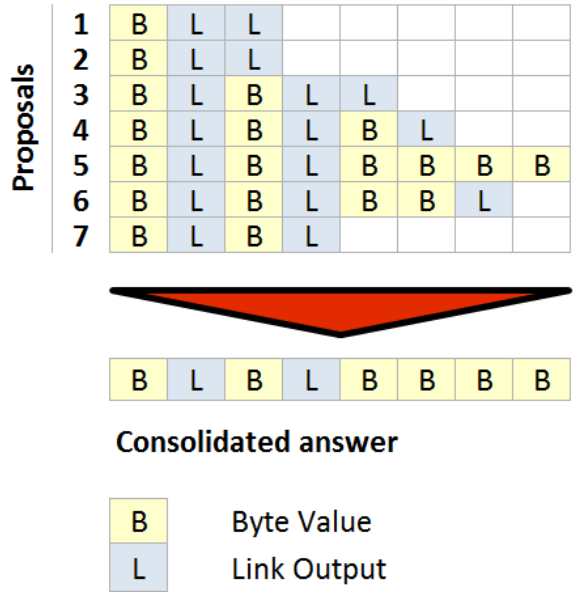 Proposals
1 B L L
2 B L L
3 B L B L L
4 B L B L B L
5 B L B L B B B B
6 B L B L B B L
7 B L B L
B L B L B B B B
Consolidated answer
B Byte Value
L Link Output